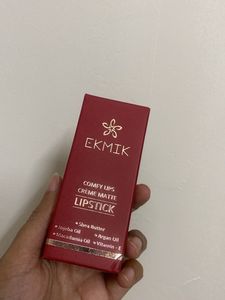 EKMIK
COMFY LIPS
CRÈME MATTE
LIPSTICK
Shea Butter
Jojoba Oil
Argan Oil
Macadamia Oil
Vitamin - E